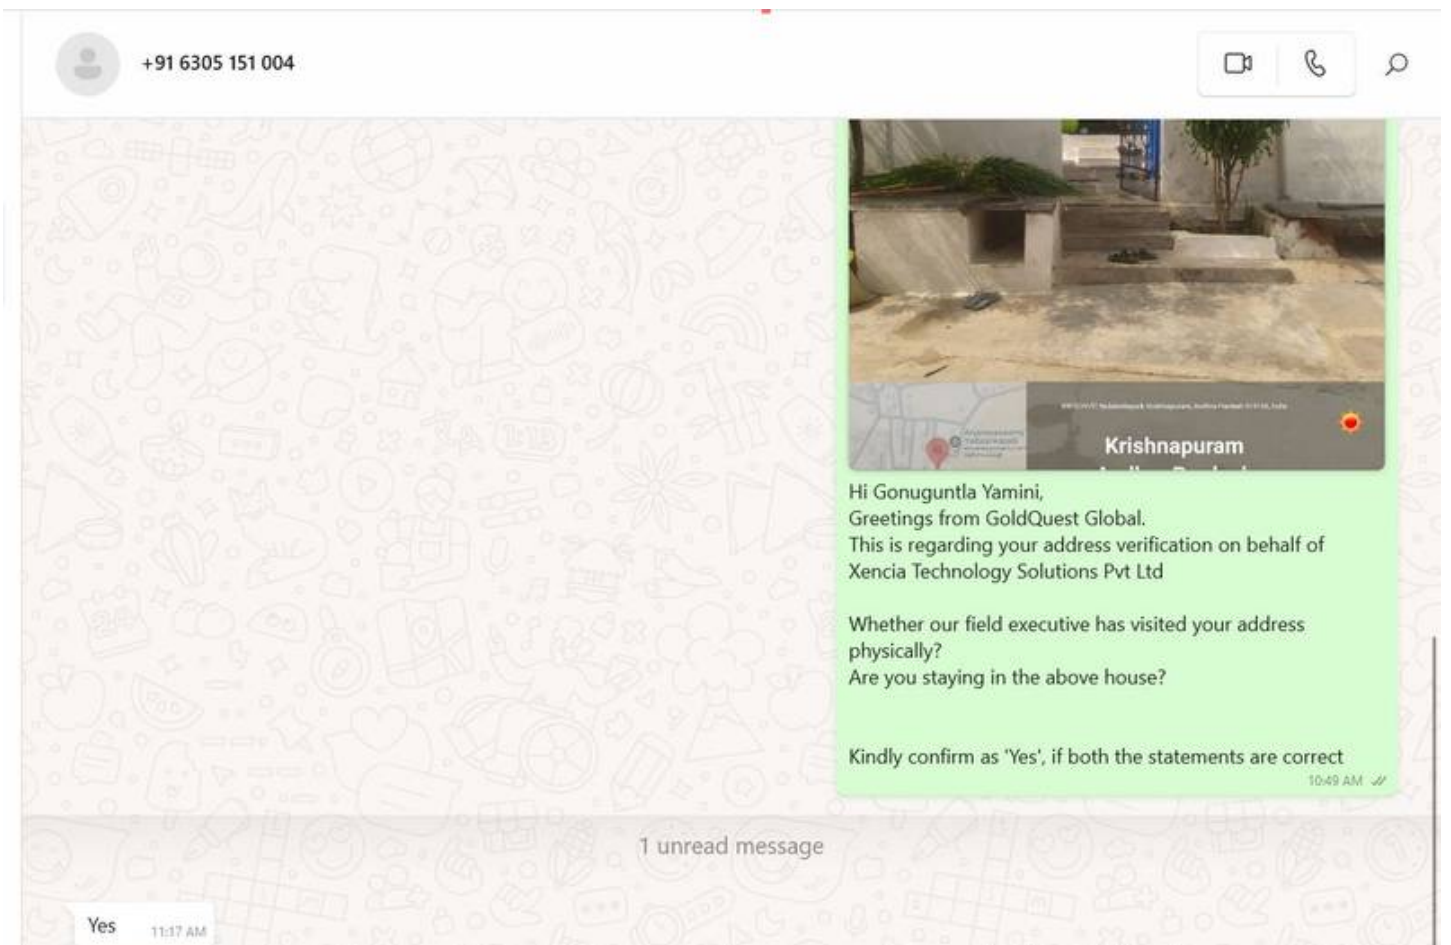 +91 6305 151 004
Krishnapuram
Hi Gonuguntla Yamini,
Greetings from GoldQuest Global.
This is regarding your address verification on behalf of
Xencia Technology Solutions Pvt Ltd
Whether our field executive has visited your address
physically?
Are you staying in the above house?
Kindly confirm as 'Yes', if both the statements are correct
10:49 AM
1 unread message
Yes
11:17 AM